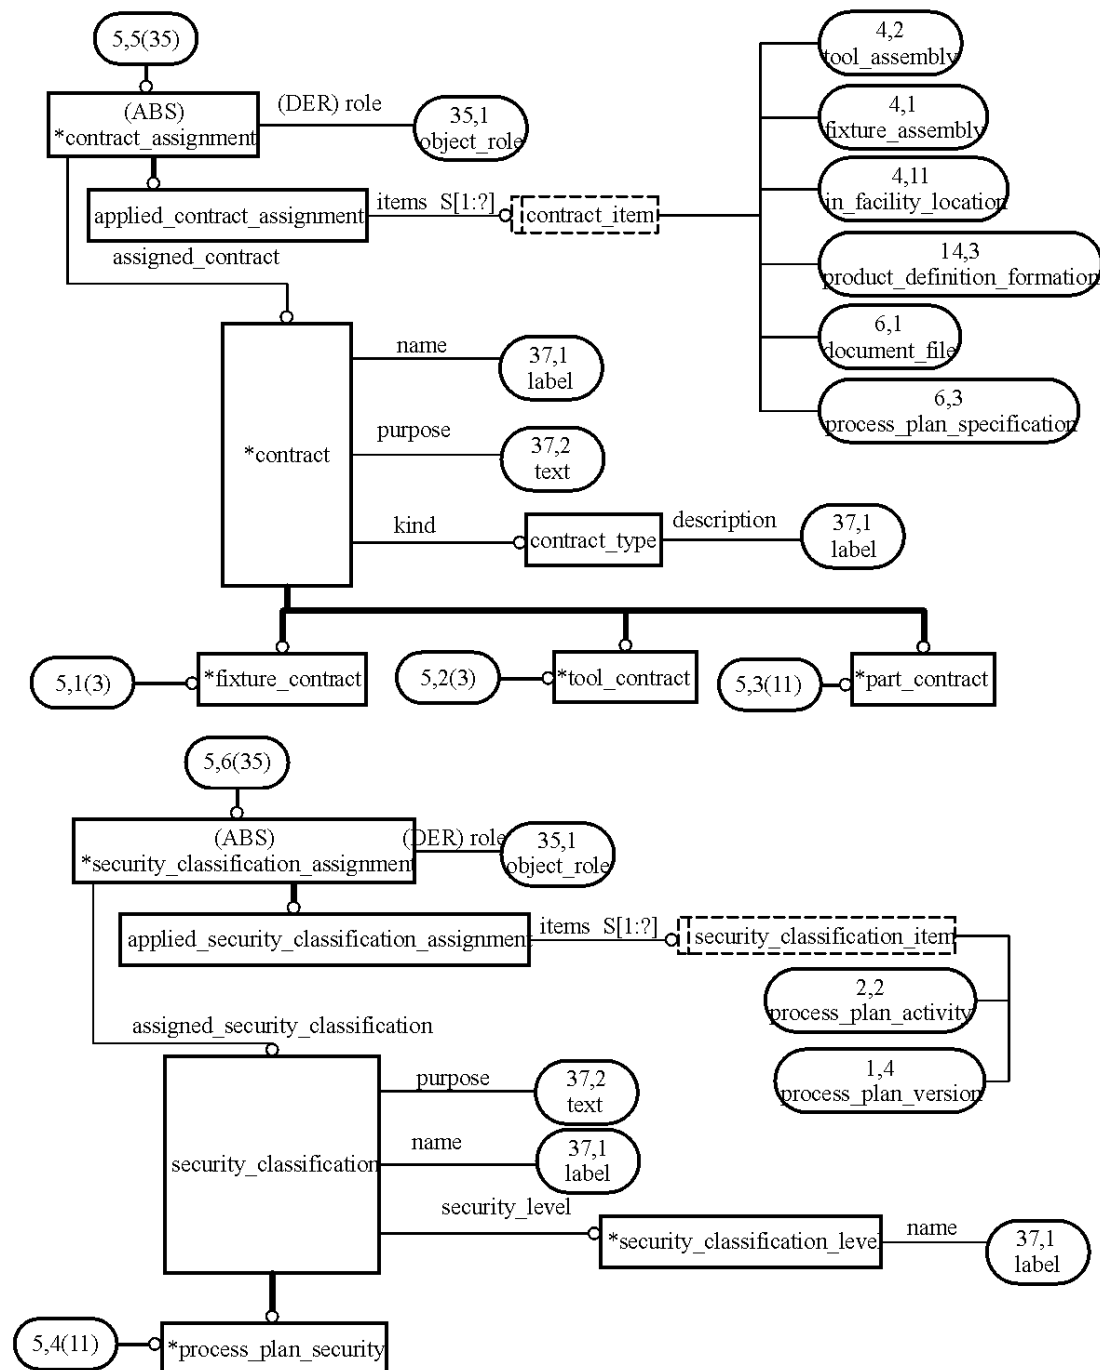 5,5(35)
(ABS)
*contract_assignment
(DER) role
35,1
object_role
applied_contract_assignment
items S[1:?]
contract_item
assigned_contract
4,2
tool_assembly
4,1
fixture_assembly
4,11
in_facility_location
14,3
product_definition_formation
6,1
document_file
6,3
process_plan_specification
*contract
name
37,1
label
purpose
37,2
text
kind
contract_type
description
37,1
label
5,1(3)
*fixture_contract
5,2(3)
*tool_contract
5,3(11)
*part_contract
5,6(35)
(ABS)
*security_classification_assignment
(DER) role
35,1
object_role
applied_security_classification_assignment
items S[1:?]
security_classification_item
2,2
process_plan_activity
1,4
process_plan_version
assigned_security_classification
security_classification
purpose
37,2
text
name
37,1
label
security_level
*security_classification_level
name
37,1
label
5,4(11)
*process_plan_security